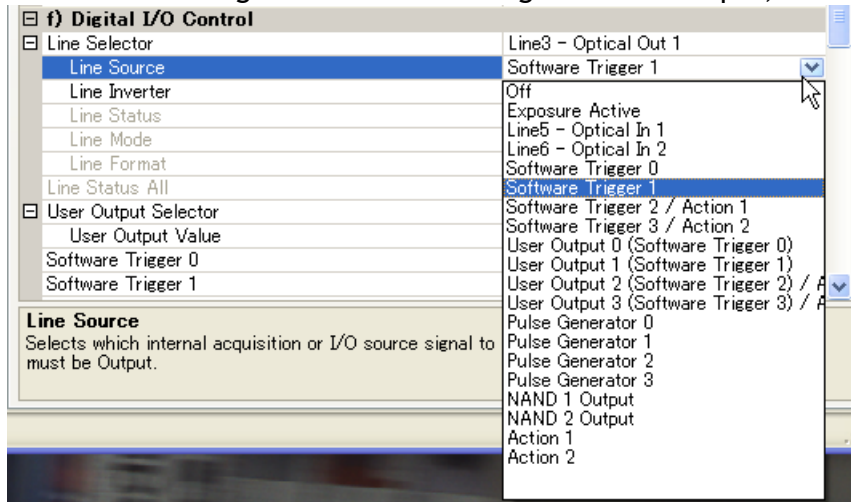 f) Digital I/O Control
Line Selector Line3 - Optical Out 1
Line Source Software Trigger 1
Line Inverter
Line Status
Line Mode
Line Format
Line Status All
User Output Selector
User Output Value
Software Trigger 0
Software Trigger 1
Off
Exposure Active
Line5 - Optical In 1
Line6 - Optical In 2
Software Trigger 0
Software Trigger 1
Software Trigger 2 / Action 1
Software Trigger 3 / Action 2
User Output 0 (Software Trigger 0)
User Output 1 (Software Trigger 1)
User Output 2 (Software Trigger 2) /
User Output 3 (Software Trigger 3) /
Pulse Generator 0
Pulse Generator 1
Pulse Generator 2
Pulse Generator 3
NAND 1 Output
NAND 2 Output
Action 1
Action 2
Line Source
Selects which internal acquisition or I/O source signal to
must be Output.